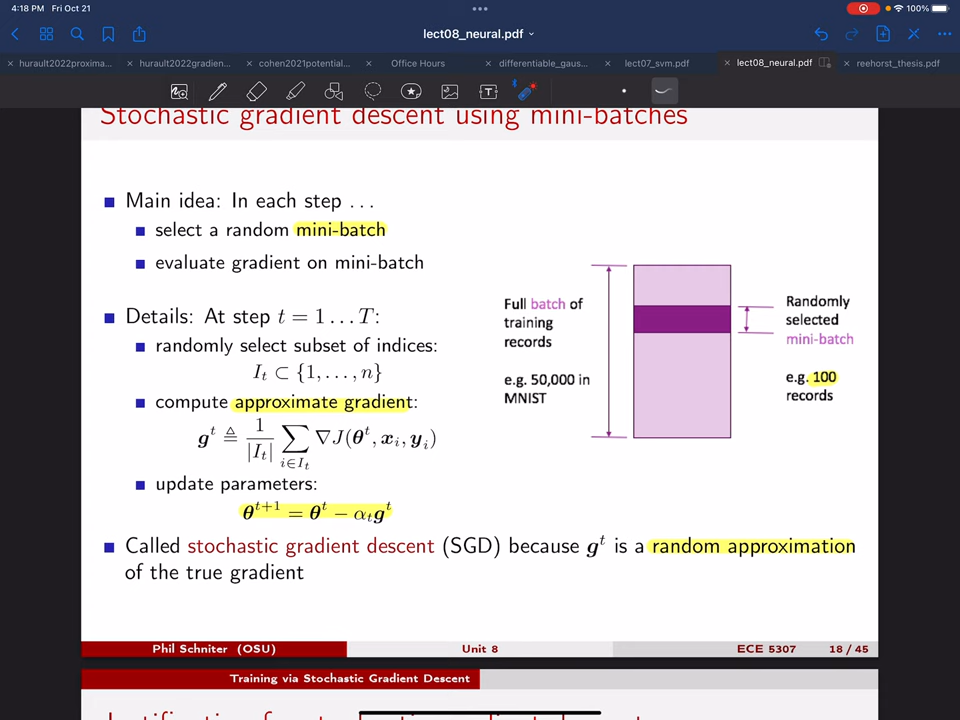 4:18 PM Fri Oct 21
100%
lect08_neural.pdf
hurault2022proxima...
hurault2022gradien...
cohen2021potential...
Office Hours
differentiable_gaus...
lect07_svm.pdf
lect08_neural.pdf
reehorst_thesis.pdf
Stochastic gradient descent using mini-batches
Main idea: In each step ...
select a random mini-batch
evaluate gradient on mini-batch
Details: At step t = 1 ... T:
randomly select subset of indices:
I_t ⊂ {1, ..., n}
compute approximate gradient:
g^t ≜ 1/|I_t| ∑_{i∈I_t} ∇J(θ^t, x_i, y_i)
update parameters:
θ^{t+1} = θ^t − α_t g^t
Full batch of
training
records
e.g. 50,000 in
MNIST
Randomly
selected
mini-batch
e.g. 100
records
Called stochastic gradient descent (SGD) because g^t is a random approximation
of the true gradient
Phil Schniter (OSU)
Unit 8
ECE 5307
18 / 45
Training via Stochastic Gradient Descent